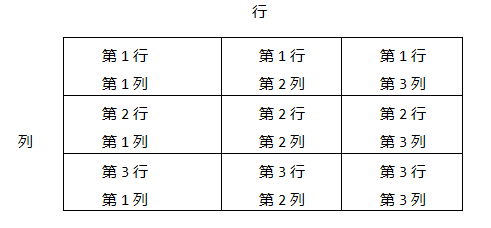 行
第1行 第1行 第1行
第1列 第2列 第3列
第2行 第2行 第2行
列 第1列 第2列 第3列
第3行 第3行 第3行
第1列 第2列 第3列